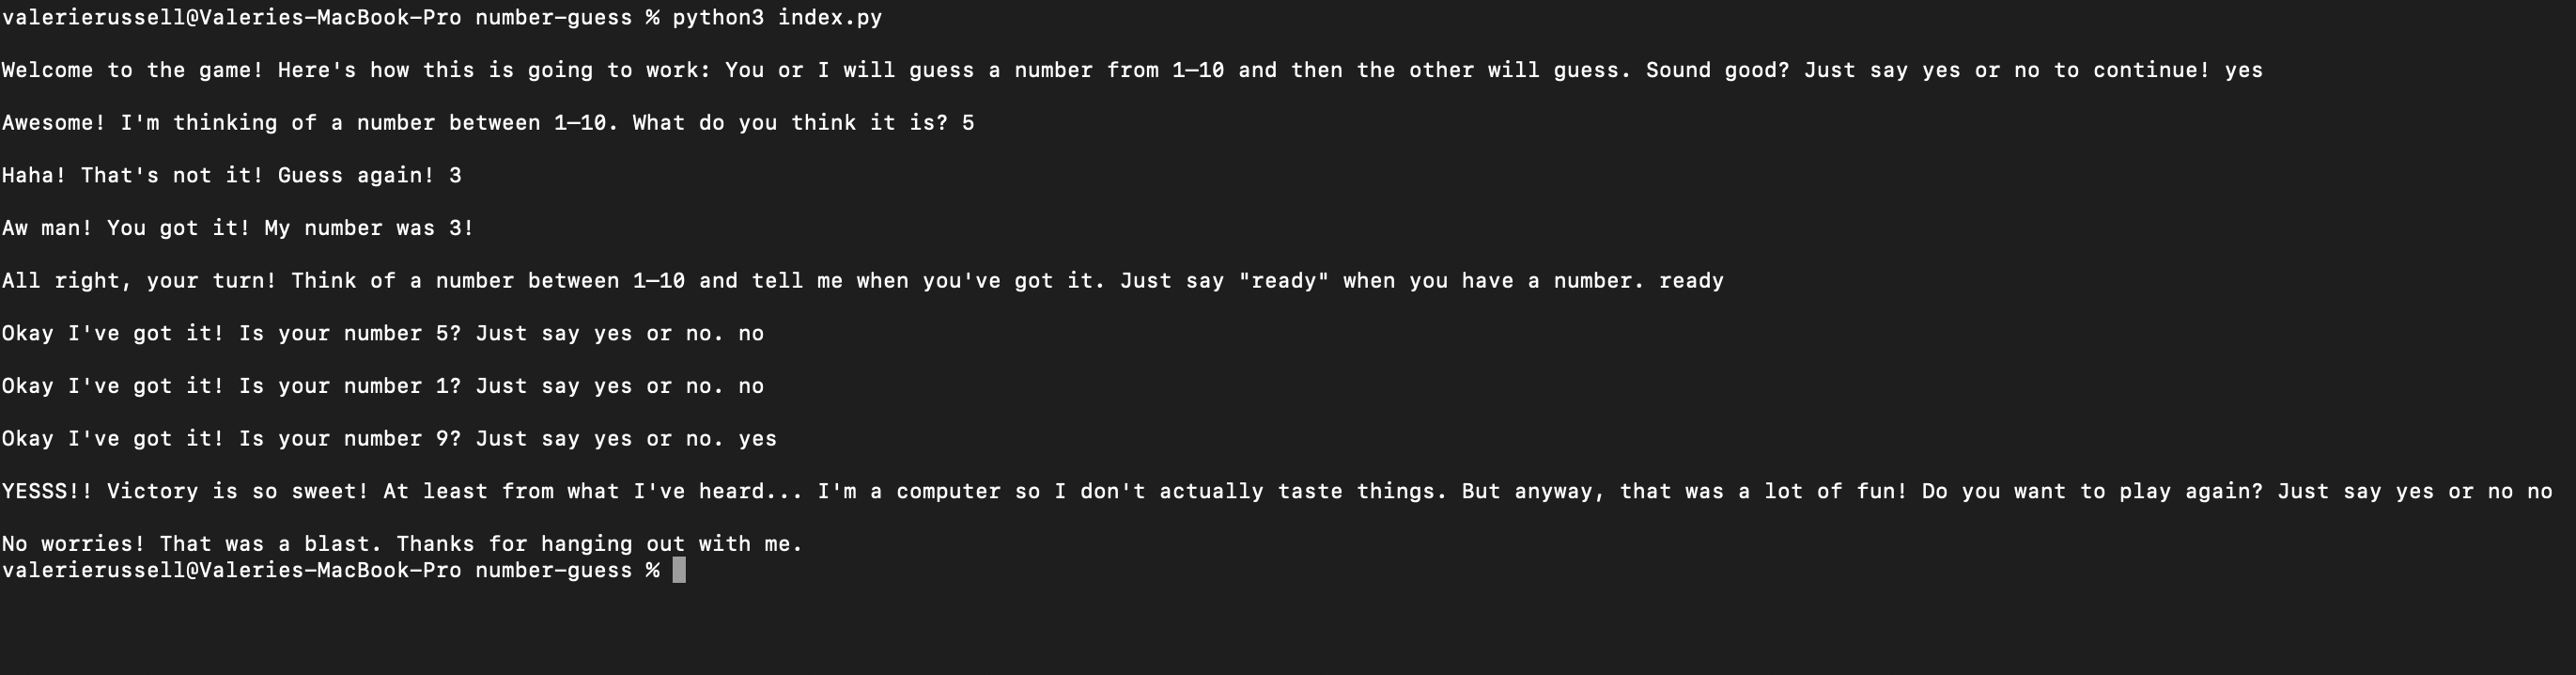 valerierussell@Valeries-MacBook-Pro number-guess % python3 index.py
Welcome to the game! Here's how this is going to work: You or I will guess a number from 1–10 and then the other will guess. Sound good? Just say yes or no to continue! yes
Awesome! I'm thinking of a number between 1–10. What do you think it is? 5
Haha! That's not it! Guess again! 3
Aw man! You got it! My number was 3!
All right, your turn! Think of a number between 1–10 and tell me when you've got it. Just say "ready" when you have a number. ready
Okay I've got it! Is your number 5? Just say yes or no. no
Okay I've got it! Is your number 1? Just say yes or no. no
Okay I've got it! Is your number 9? Just say yes or no. yes
YESSS!! Victory is so sweet! At least from what I've heard... I'm a computer so I don't actually taste things. But anyway, that was a lot of fun! Do you want to play again? Just say yes or no no
No worries! That was a blast. Thanks for hanging out with me.
valerierussell@Valeries-MacBook-Pro number-guess %